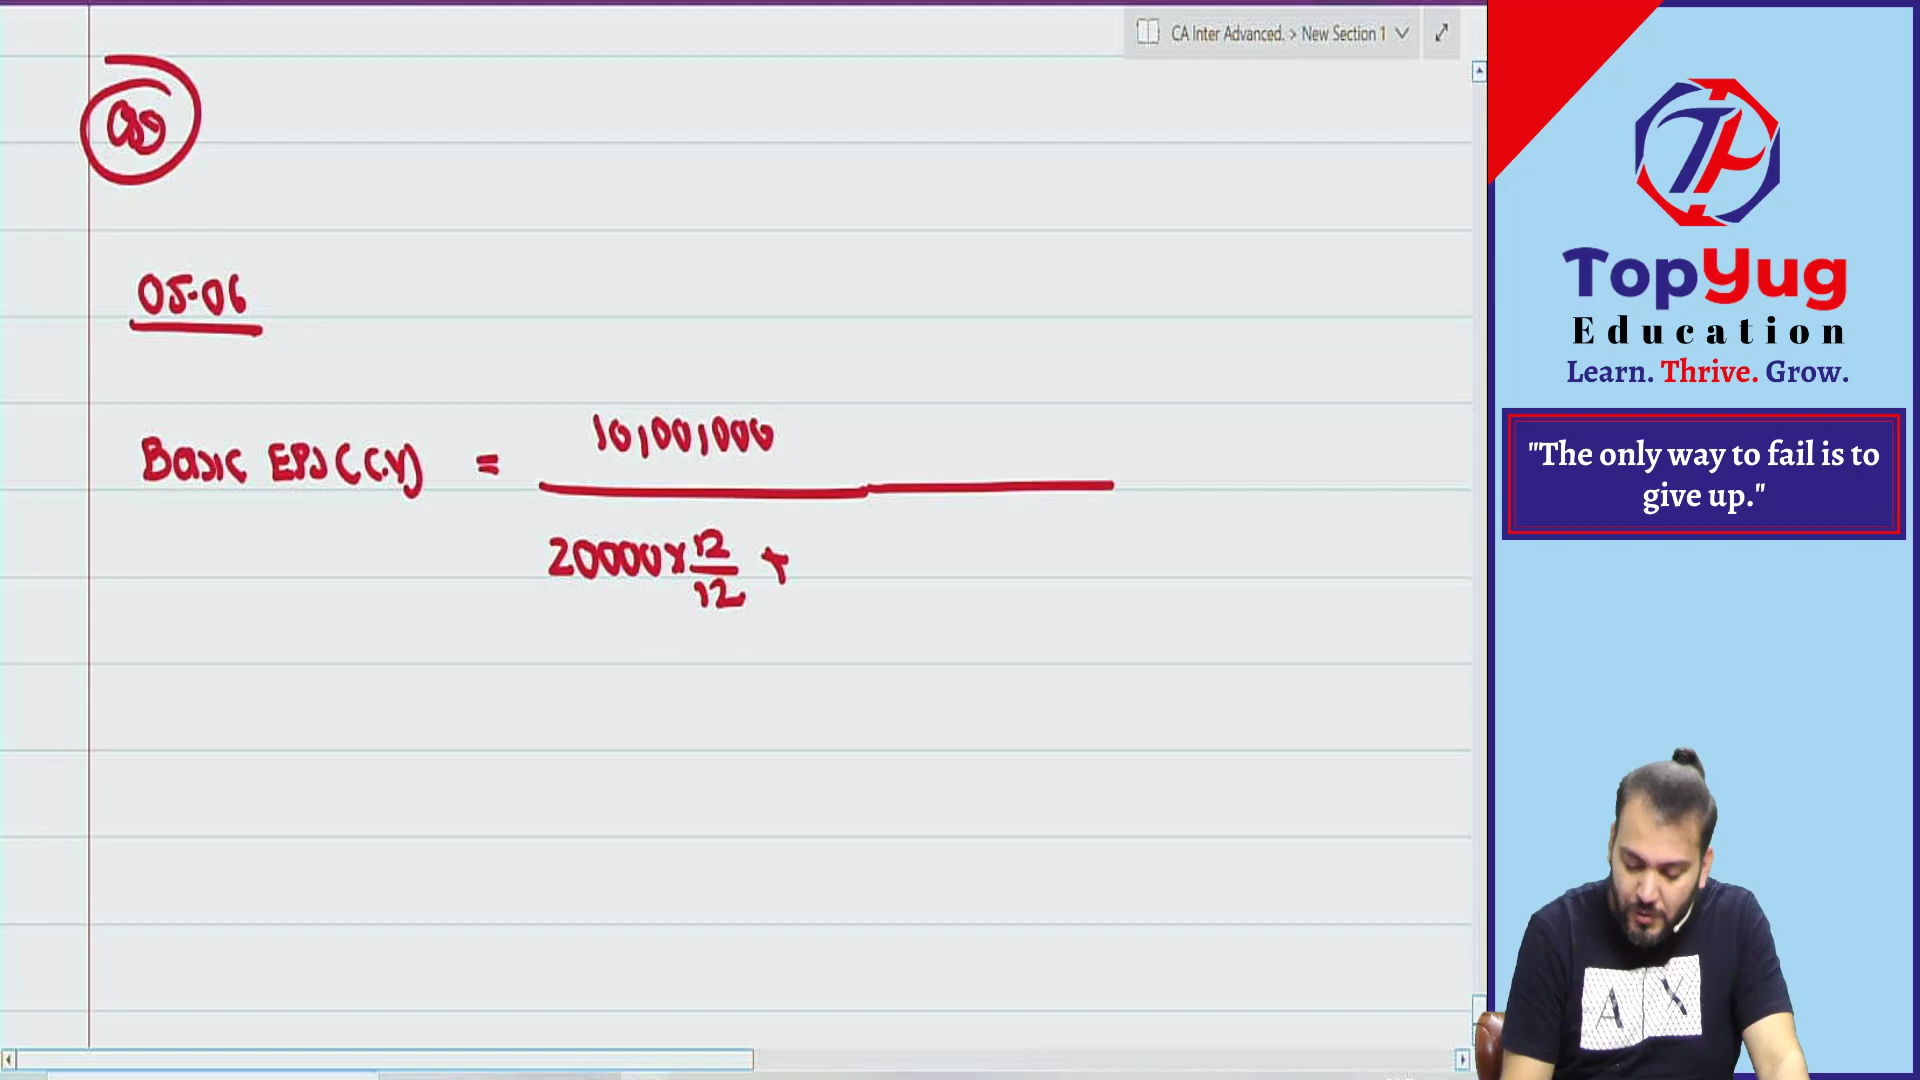 CA Inter Advanced. > New Section 1
05-06
Basic EPS (C.Y) = 10,00,000
20000 x 12/12 +
TopYug
Education
Learn. Thrive. Grow.
"The only way to fail is to
give up."
A X